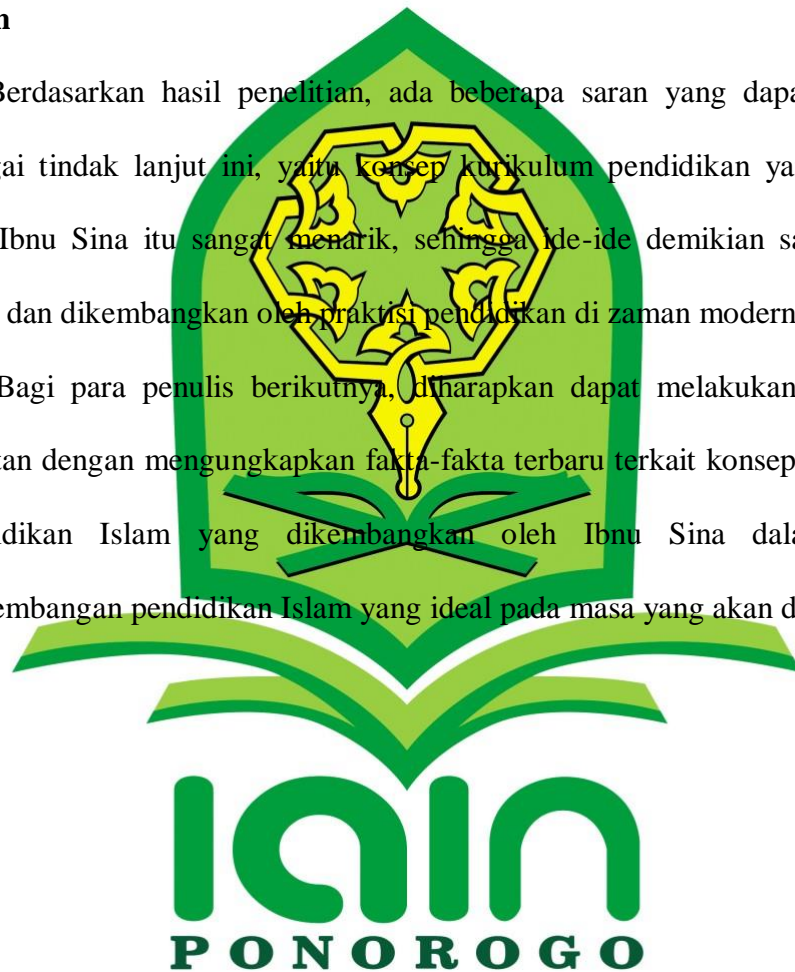 n
Berdasarkan hasil penelitian, ada beberapa saran yang dapa
gai tindak lanjut ini, yaitu konsep kurikulum pendidikan ya
Ibnu Sina itu sangat menarik, sehingga ide-ide demikian sa
dan dikembangkan oleh praktisi pendidikan di zaman modern
Bagi para penulis berikutnya, diharapkan dapat melakukan
tan dengan mengungkapkan fakta-fakta terbaru terkait konsep
didikan Islam yang dikembangkan oleh Ibnu Sina dala
embangan pendidikan Islam yang ideal pada masa yang akan d
IAIN
PONOROGO